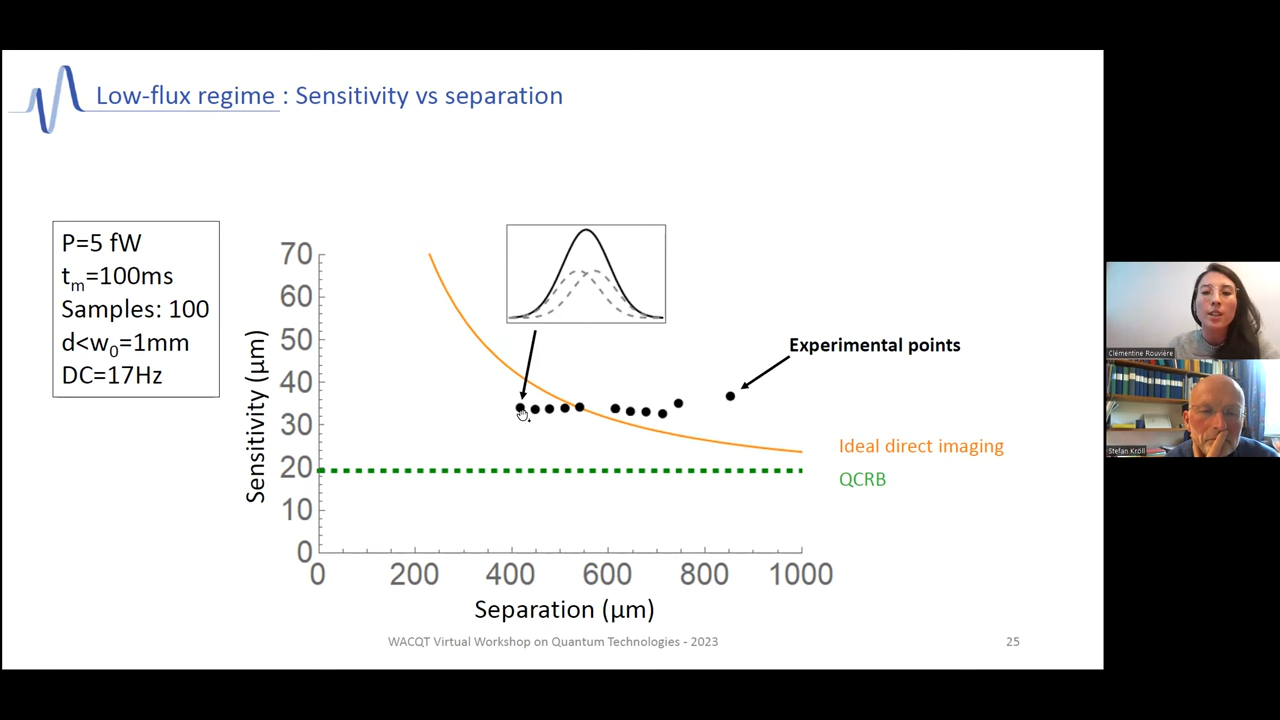 Low-flux regime : Sensitivity vs separation
P=5 fW
tm=100ms
Samples: 100
d<w0=1mm
DC=17Hz
Sensitivity (µm)
70
60
50
40
30
20
10
0
0 200 400 600 800 1000
Separation (µm)
Experimental points
Ideal direct imaging
QCRB
WACQT Virtual Workshop on Quantum Technologies - 2023
25
Clémentine Rouvière
Stefan Kröll